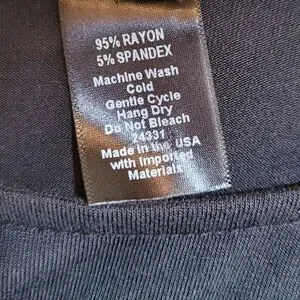 95% RAYON
5% SPANDEX
Machine Wash
Cold
Gentle Cycle
Hang Dry
Do Not Bleach
24331
Made in the USA
with Imported
Materials